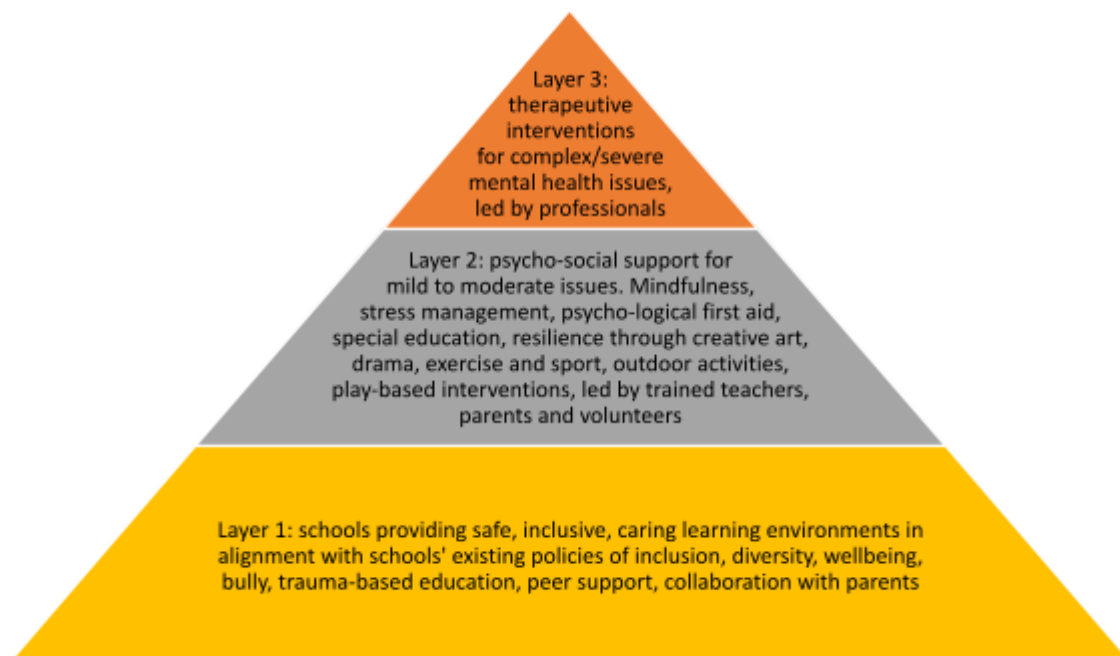 Layer 3:
therapeutive
interventions
for complex/severe
mental health issues,
led by professionals
Layer 2: psycho-social support for
mild to moderate issues. Mindfulness,
stress management, psycho-logical first aid,
special education, resilience through creative art,
drama, exercise and sport, outdoor activities,
play-based interventions, led by trained teachers,
parents and volunteers
Layer 1: schools providing safe, inclusive, caring learning environments in
alignment with schools' existing policies of inclusion, diversity, wellbeing,
bully, trauma-based education, peer support, collaboration with parents